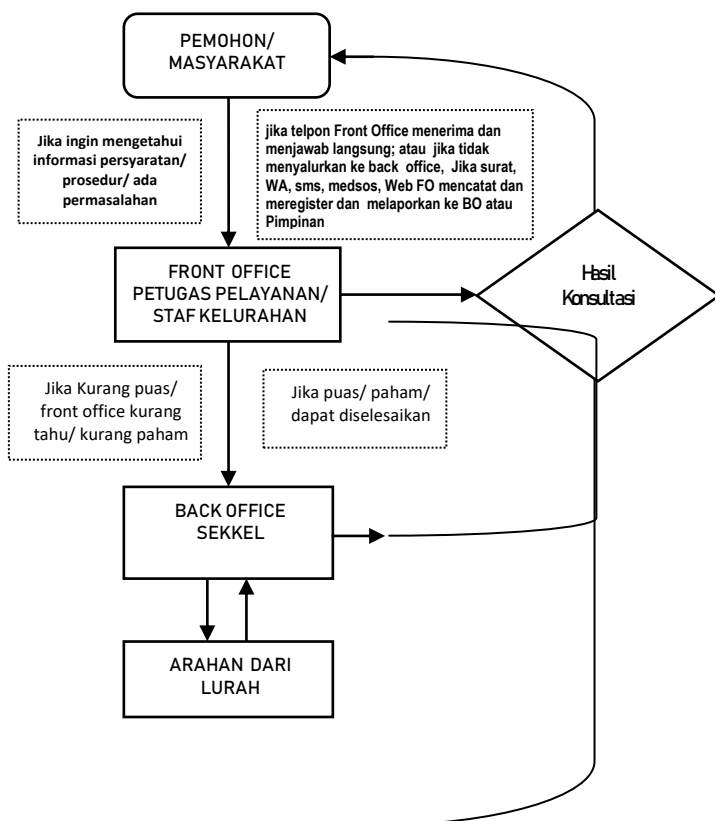 PEMOHON/
MASYARAKAT
Jika ingin mengetahui
informasi persyaratan/
prosedur/ ada
permasalahan
jika telpon Front Office menerima dan
menjawab langsung; atau jika tidak
menyalurkan ke back office, Jika surat,
WA, sms, medsos, Web FO mencatat dan
meregister dan melaporkan ke BO atau
Pimpinan
FRONT OFFICE
PETUGAS PELAYANAN/
STAF KELURAHAN
Hasil
Konsultasi
Jika Kurang puas/
front office kurang
tahu/ kurang paham
Jika puas/ paham/
dapat diselesaikan
BACK OFFICE
SEKKEL
ARAHAN DARI
LURAH